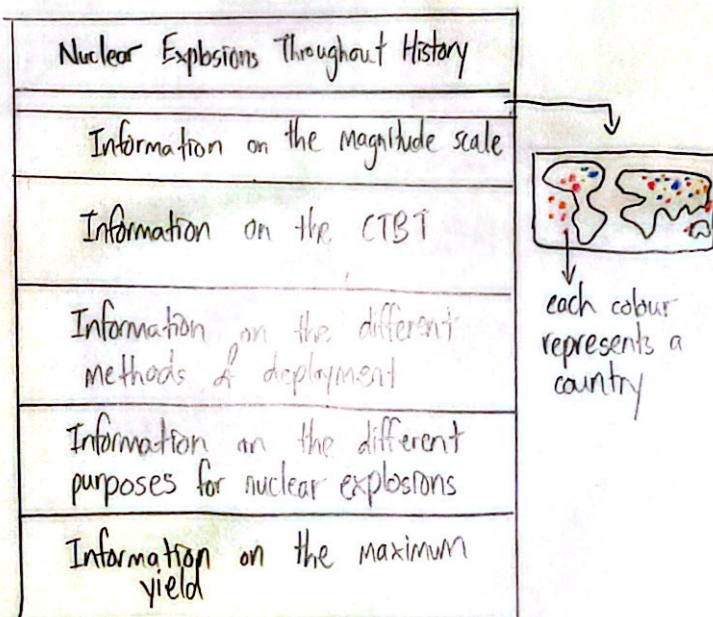 Nuclear Explosions Throughout History
Information on the magnitude scale
Information on the CTBT
Information on the different
methods of deployment
Information on the different
purposes for nuclear explosions
Information on the maximum
yield
each colour
represents a
country